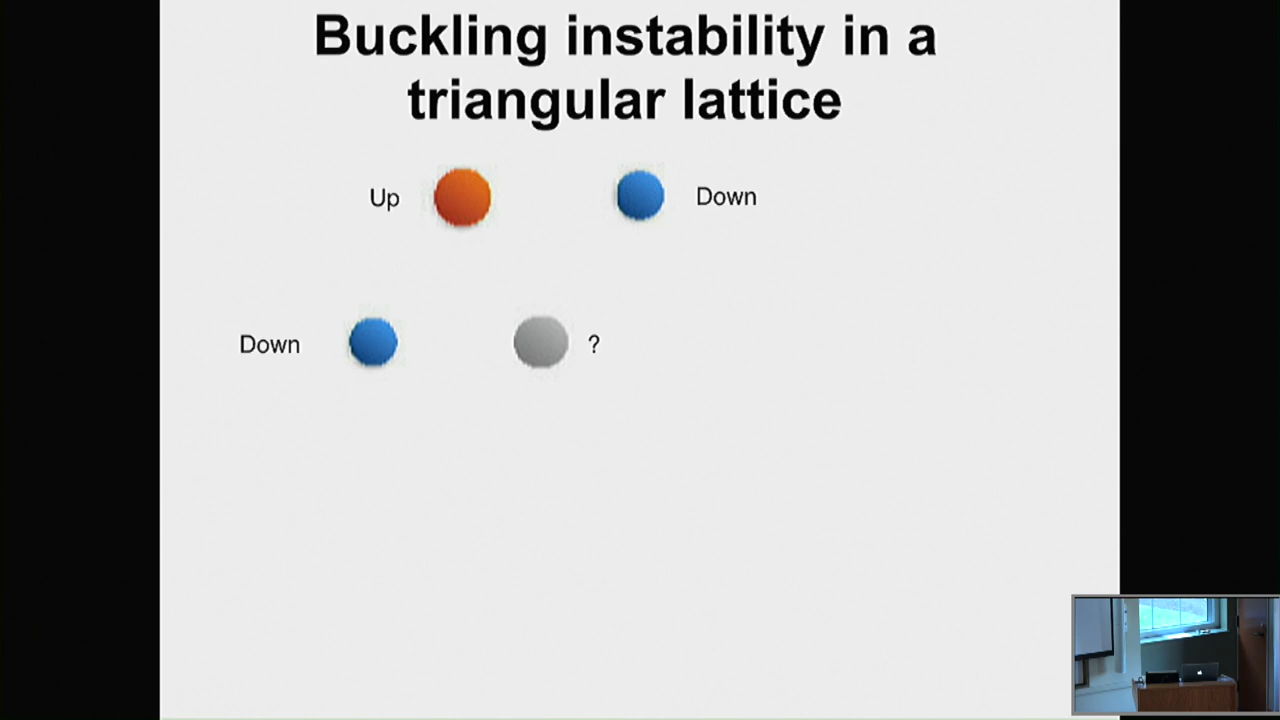 Buckling instability in a
triangular lattice
Up
Down
Down
?